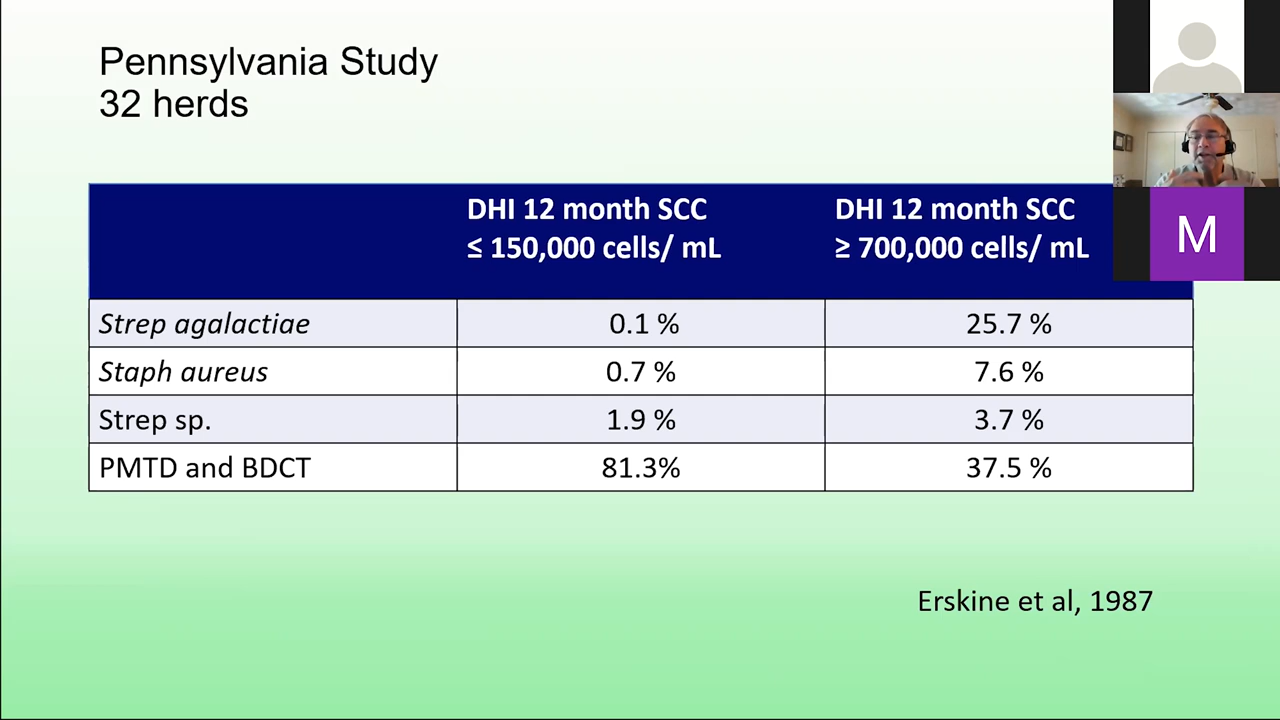 Pennsylvania Study
32 herds
DHI 12 month SCC
≤ 150,000 cells/ mL
DHI 12 month SCC
≥ 700,000 cells/ mL
Strep agalactiae 0.1 % 25.7 %
Staph aureus 0.7 % 7.6 %
Strep sp. 1.9 % 3.7 %
PMTD and BDCT 81.3% 37.5 %
Erskine et al, 1987
M